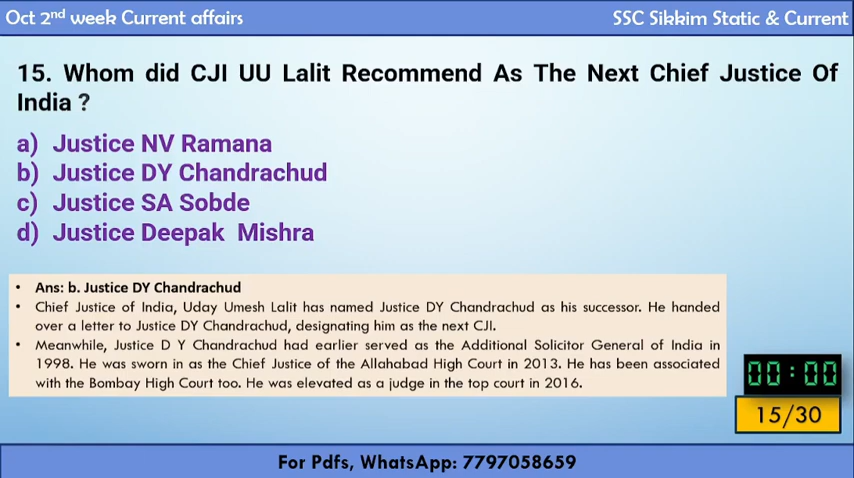 Oct 2nd week Current affairs
SSC Sikkim Static & Current
15. Whom did CJI UU Lalit Recommend As The Next Chief Justice Of
India ?
a) Justice NV Ramana
b) Justice DY Chandrachud
c) Justice SA Sobde
d) Justice Deepak Mishra
• Ans: b. Justice DY Chandrachud
• Chief Justice of India, Uday Umesh Lalit has named Justice DY Chandrachud as his successor. He handed
over a letter to Justice DY Chandrachud, designating him as the next CJI.
• Meanwhile, Justice D Y Chandrachud had earlier served as the Additional Solicitor General of India in
1998. He was sworn in as the Chief Justice of the Allahabad High Court in 2013. He has been associated
with the Bombay High Court too. He was elevated as a judge in the top court in 2016.
00:00
15/30
For Pdfs, WhatsApp: 7797058659